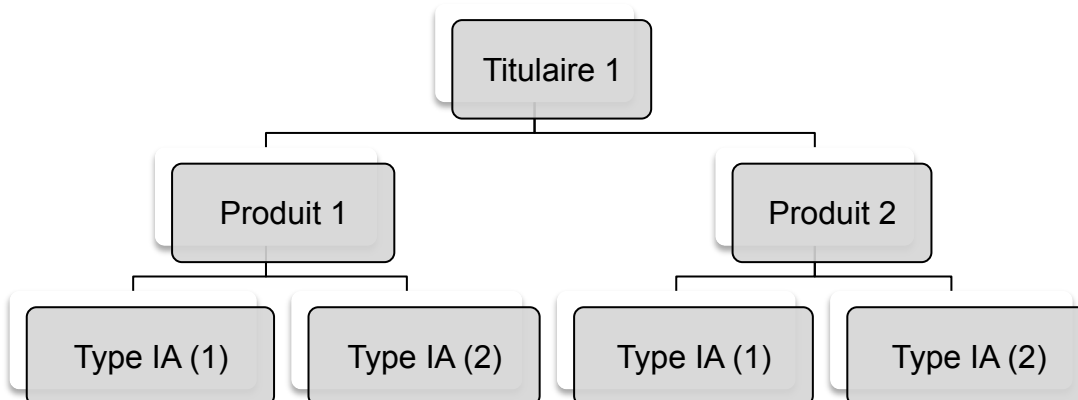 Titulaire 1
Produit 1
Produit 2
Type IA (1)
Type IA (2)
Type IA (1)
Type IA (2)